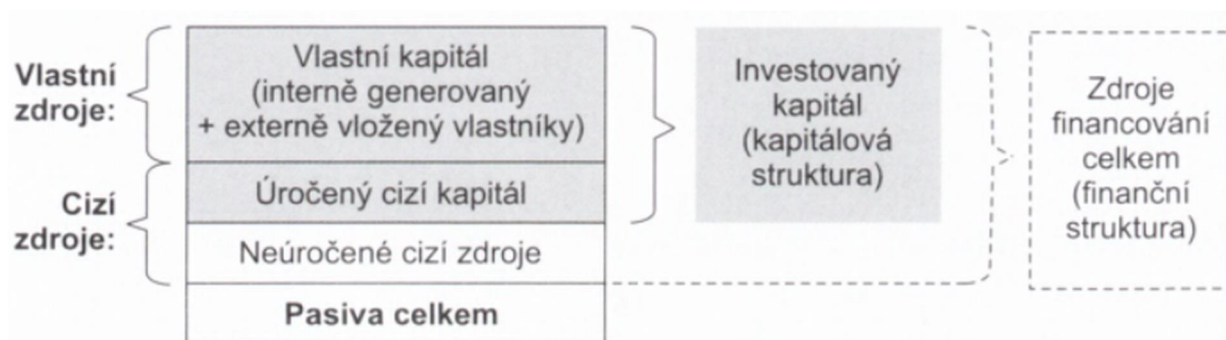 Vlastní
zdroje:
Vlastní kapitál
(interně generovaný
+ externě vložený vlastníky)
Cizí
zdroje:
Úročený cizí kapitál
Neúročené cizí zdroje
Pasiva celkem
Investovaný
kapitál
(kapitálová
struktura)
Zdroje
financování
celkem
(finanční
struktura)